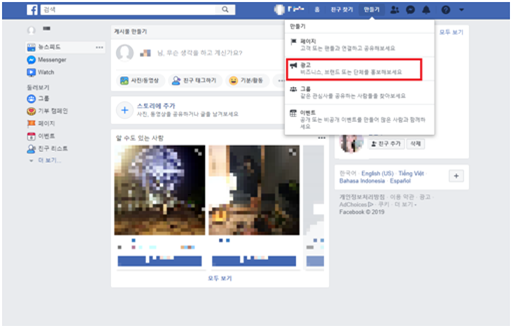 검색
홈
친구 찾기
만들기
만들기
페이지
고객 또는 팬들과 연결하고 공유해보세요
광고
비즈니스, 브랜드 또는 단체를 홍보해보세요
그룹
같은 관심사를 공유하는 사람들을 찾아보세요
이벤트
공개 또는 비공개 이벤트를 만들어 많은 사람과 함께하세요
뉴스피드
Messenger
Watch
둘러보기
그룹
기부 캠페인
페이지
이벤트
친구 리스트
더 보기...
게시물 만들기
님, 무슨 생각을 하고 계신가요?
사진/동영상
친구 태그하기
기분/활동
스토리에 추가
사진, 동영상을 공유하거나 글을 남겨보세요
알 수도 있는 사람
모두 보기
친구 추가
삭제
한국어 · English (US) · Tiếng Việt
Bahasa Indonesia · Español
개인정보처리방침 · 이용 약관 · 광고 ·
AdChoices · 쿠키 · 더 보기
Facebook © 2019